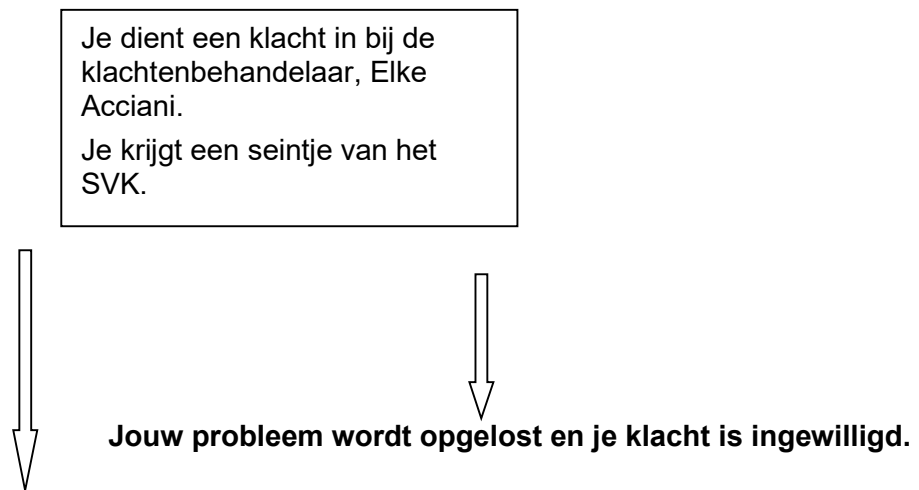 Je dient een klacht in bij de
klachtenbehandelaar, Elke
Acciani.
Je krijgt een seintje van het
SVK.
Jouw probleem wordt opgelost en je klacht is ingewilligd.